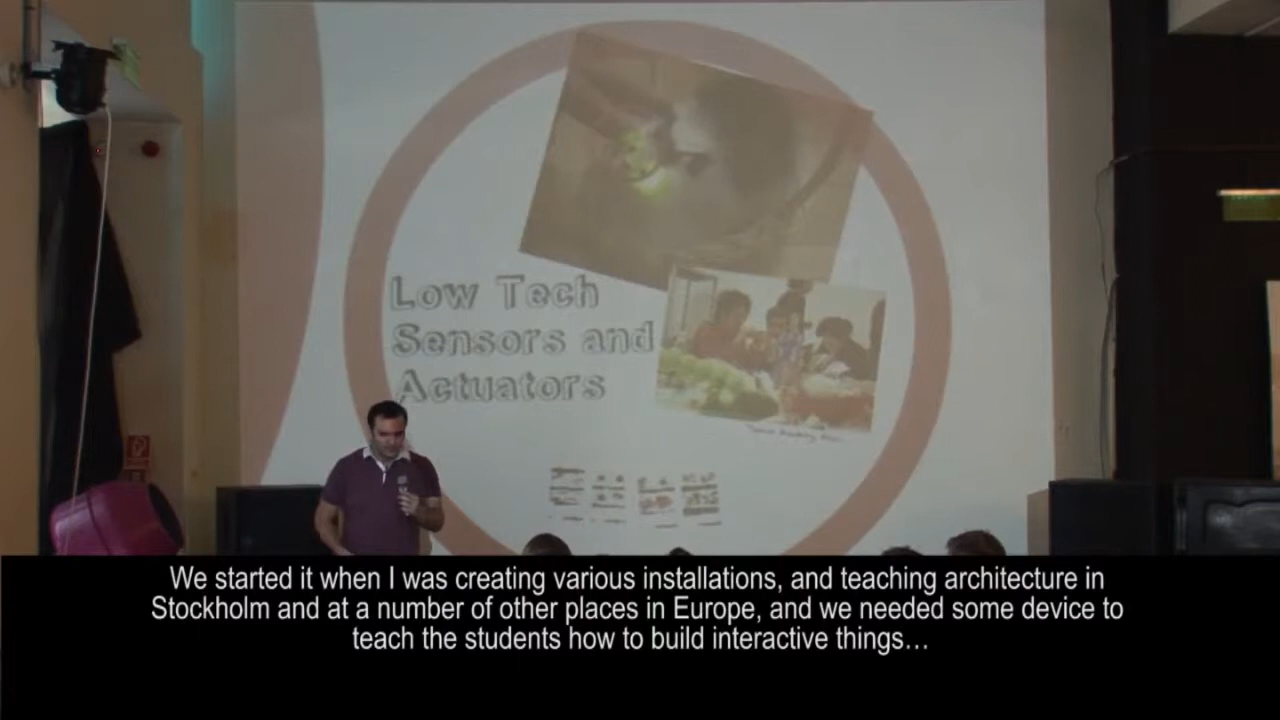 Low Tech
Sensors and
Actuators
We started it when I was creating various installations, and teaching architecture in
Stockholm and at a number of other places in Europe, and we needed some device to
teach the students how to build interactive things…